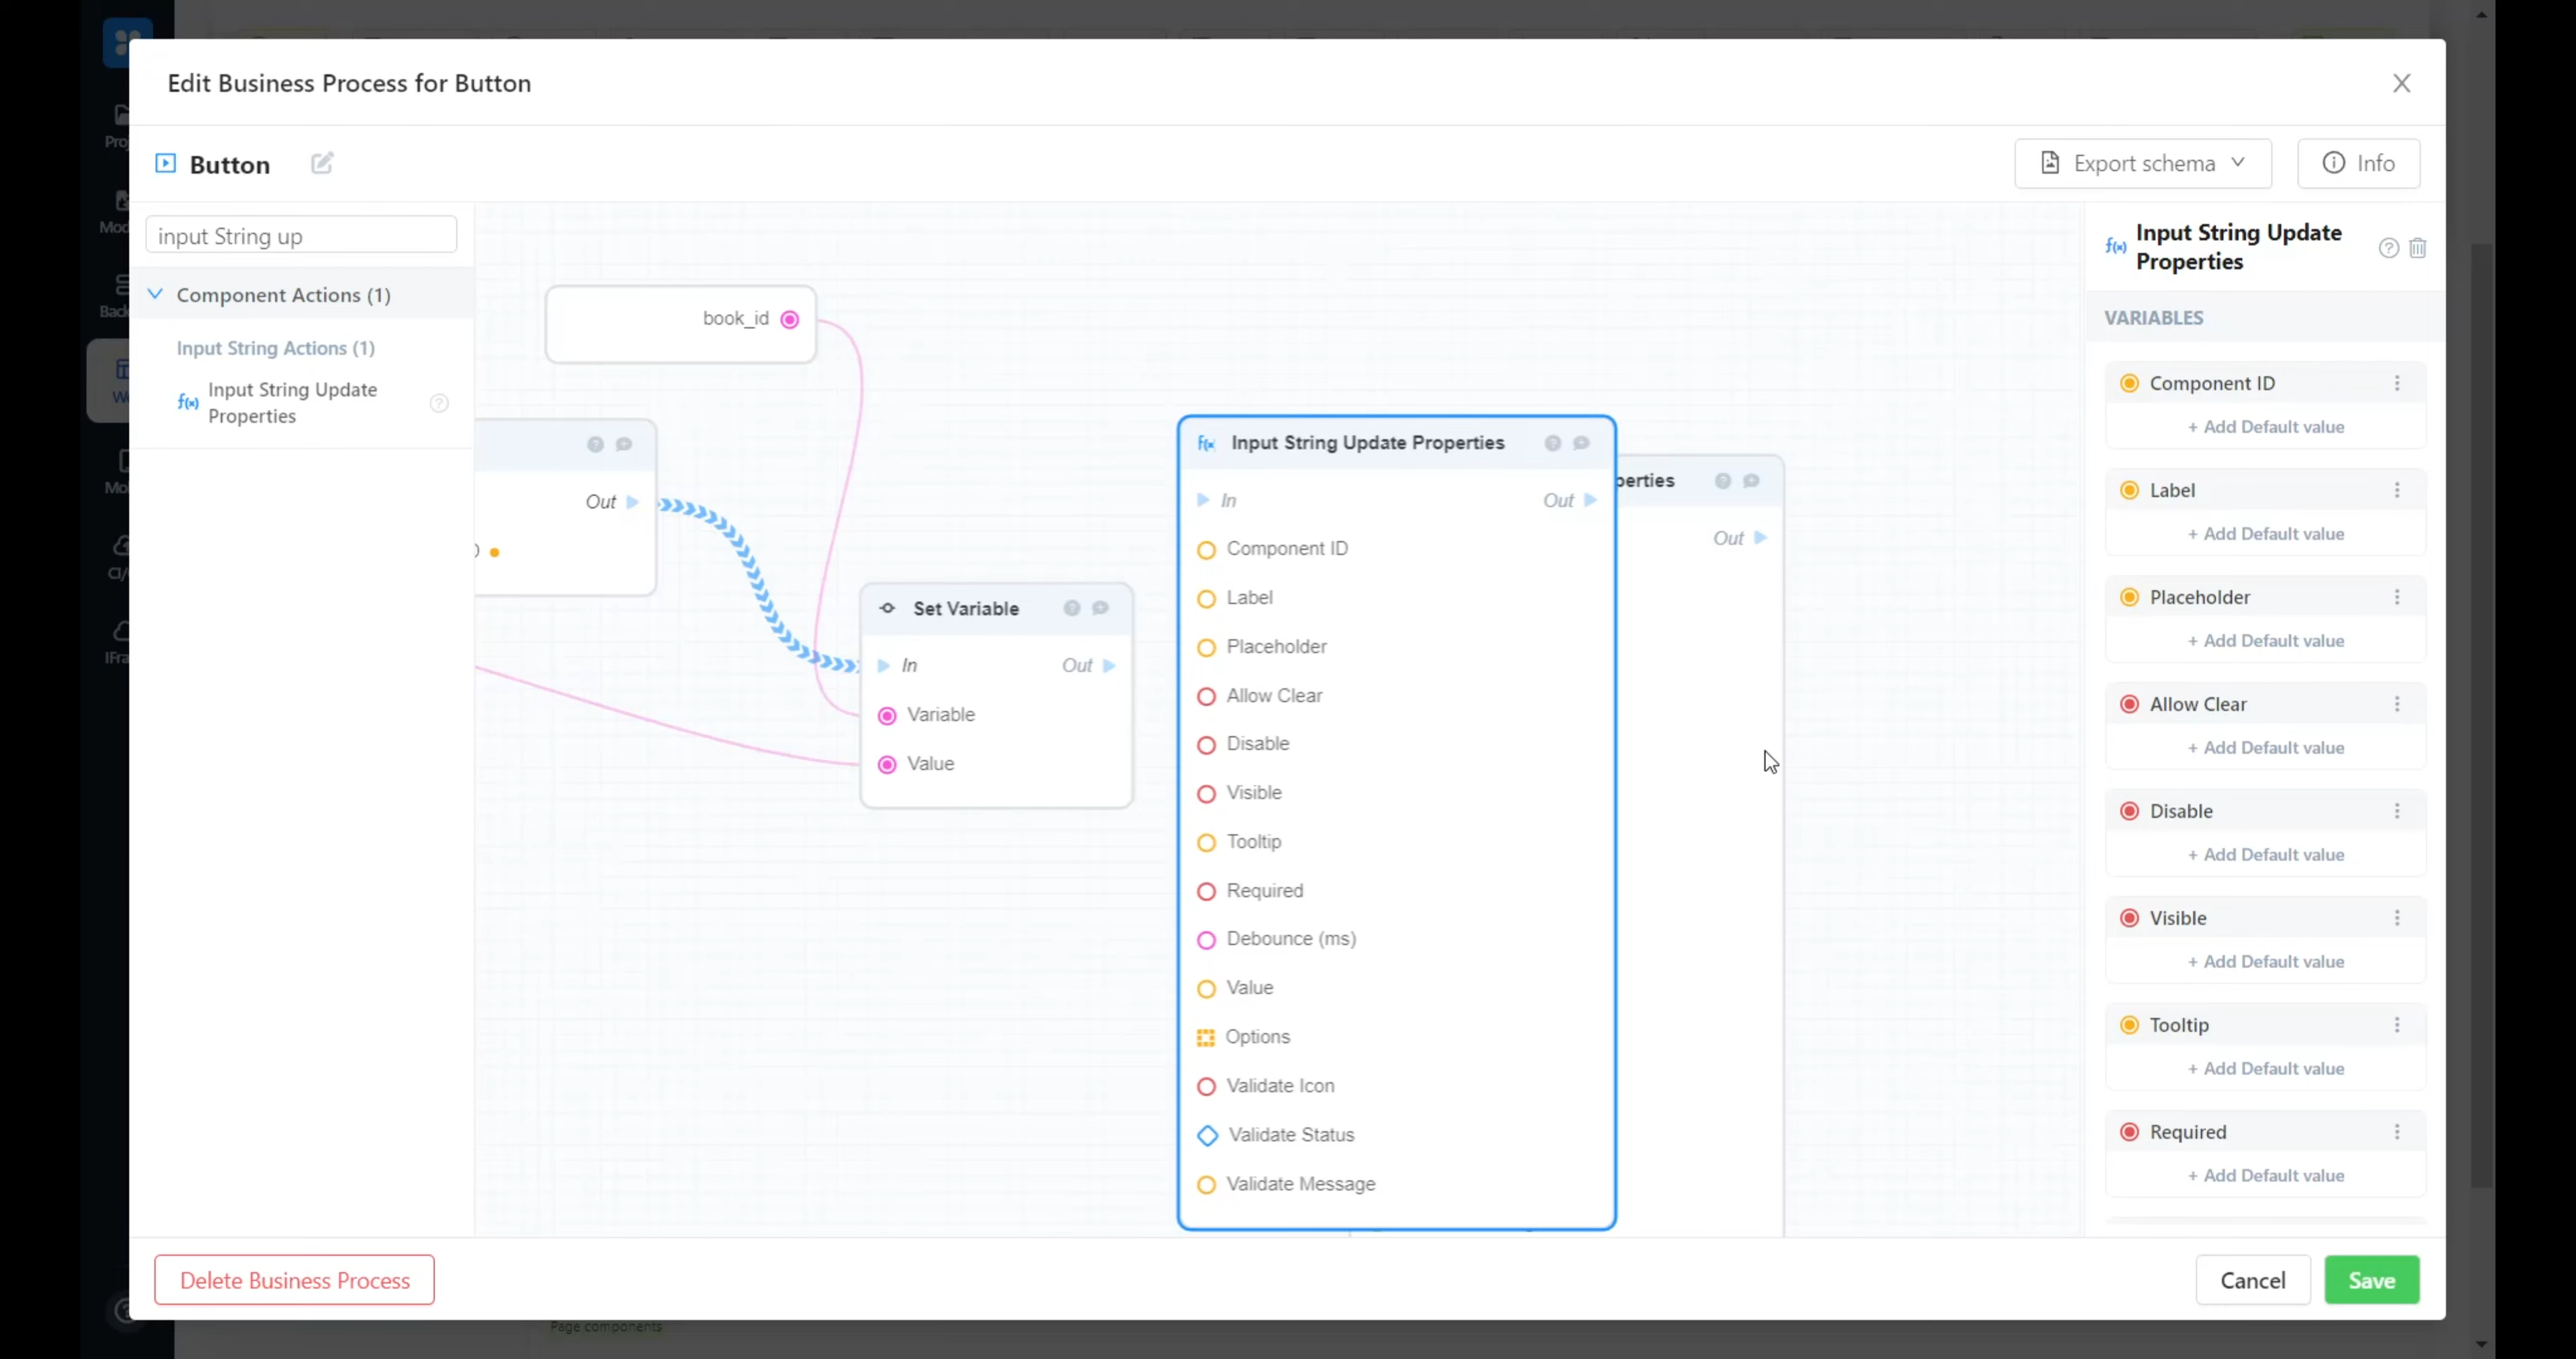 Edit Business Process for Button
Button
Export schema
Info
input String up
Component Actions (1)
Input String Actions (1)
Input String Update
Properties
book_id
Out
Set Variable
In
Out
Variable
Value
Input String Update Properties
In
Out
Component ID
Label
Placeholder
Allow Clear
Disable
Visible
Tooltip
Required
Debounce (ms)
Value
Options
Validate Icon
Validate Status
Validate Message
perties
Out
Input String Update
Properties
VARIABLES
Component ID
+ Add Default value
Label
+ Add Default value
Placeholder
+ Add Default value
Allow Clear
+ Add Default value
Disable
+ Add Default value
Visible
+ Add Default value
Tooltip
+ Add Default value
Required
+ Add Default value
Delete Business Process
Cancel
Save
Page components